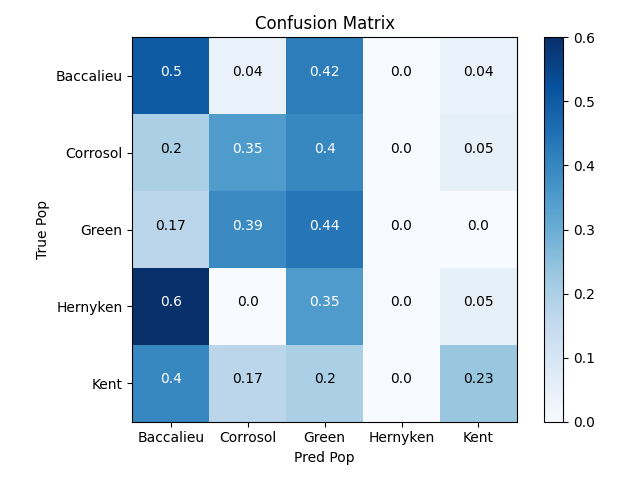 Confusion Matrix
Baccalieu 0.5 0.04 0.42 0.0 0.04 0.6
0.5
Corrosol 0.2 0.35 0.4 0.0 0.05
0.4
True Pop
Green 0.17 0.39 0.44 0.0 0.0
0.3
0.2
Hernyken 0.6 0.0 0.35 0.0 0.05
0.1
Kent 0.4 0.17 0.2 0.0 0.23
0.0
Baccalieu Corrosol Green Hernyken Kent
Pred Pop